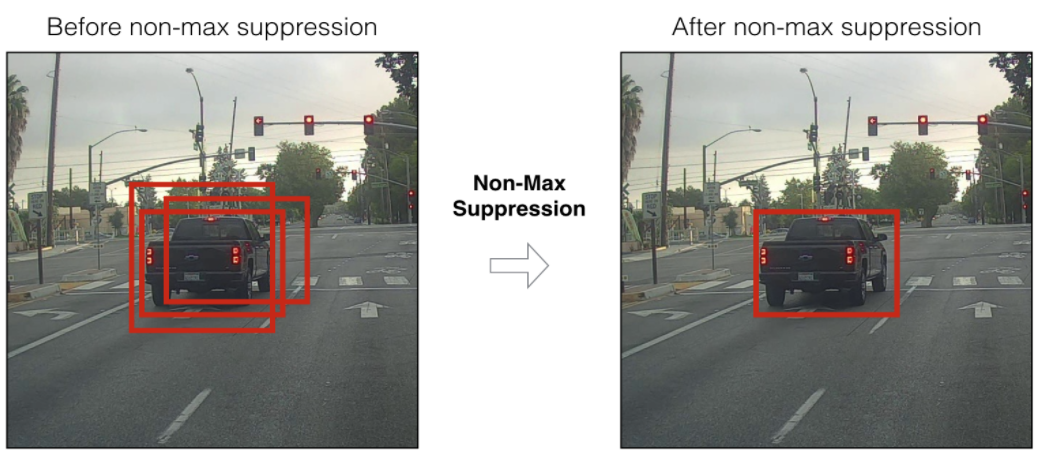 Before non-max suppression
After non-max suppression
Non-Max
Suppression